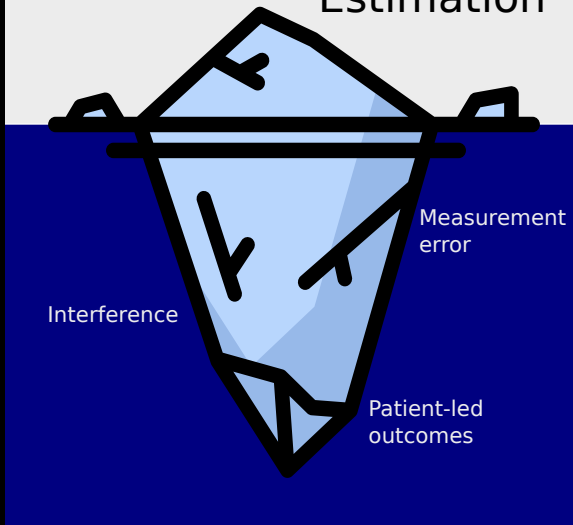 Estimation
Measurement
error
Interference
Patient-led
outcomes